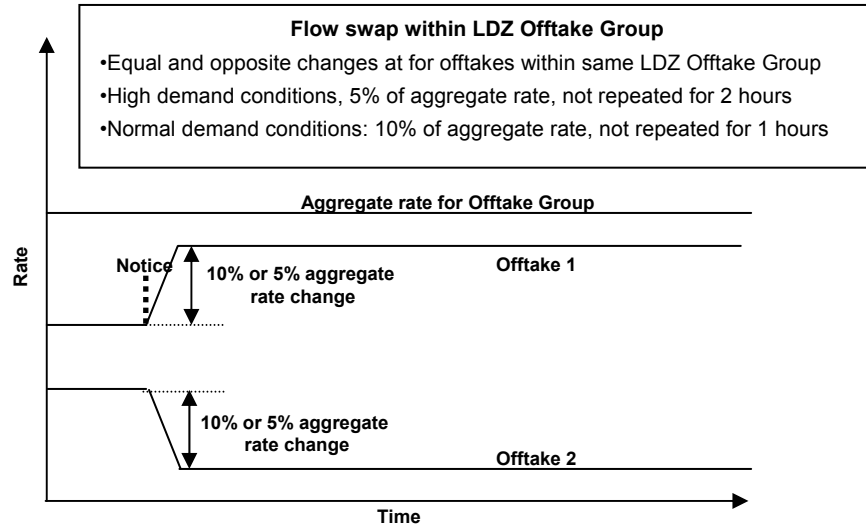 Flow swap within LDZ Offtake Group
•Equal and opposite changes at for offtakes within same LDZ Offtake Group
•High demand conditions, 5% of aggregate rate, not repeated for 2 hours
•Normal demand conditions: 10% of aggregate rate, not repeated for 1 hours
Aggregate rate for Offtake Group
Rate
Notice
10% or 5% aggregate
rate change
Offtake 1
10% or 5% aggregate
rate change
Offtake 2
Time